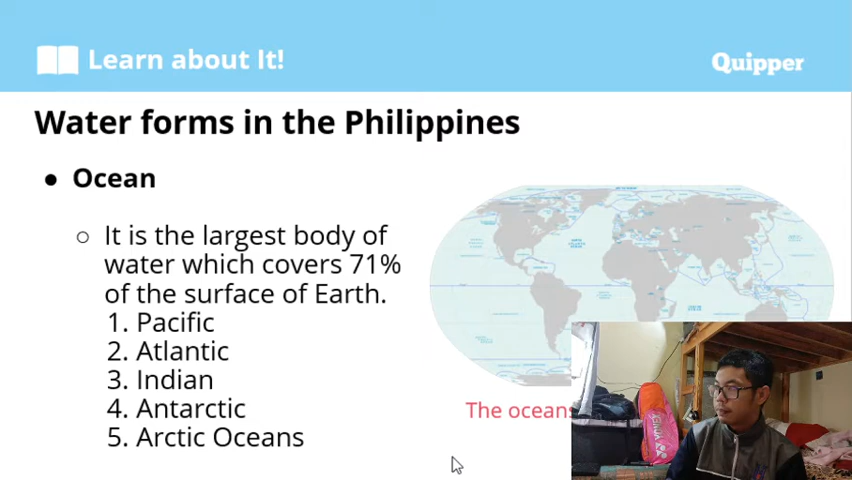 Learn about It!
Quipper
Water forms in the Philippines
● Ocean
○ It is the largest body of
water which covers 71%
of the surface of Earth.
1. Pacific
2. Atlantic
3. Indian
4. Antarctic
5. Arctic Oceans
The oceans